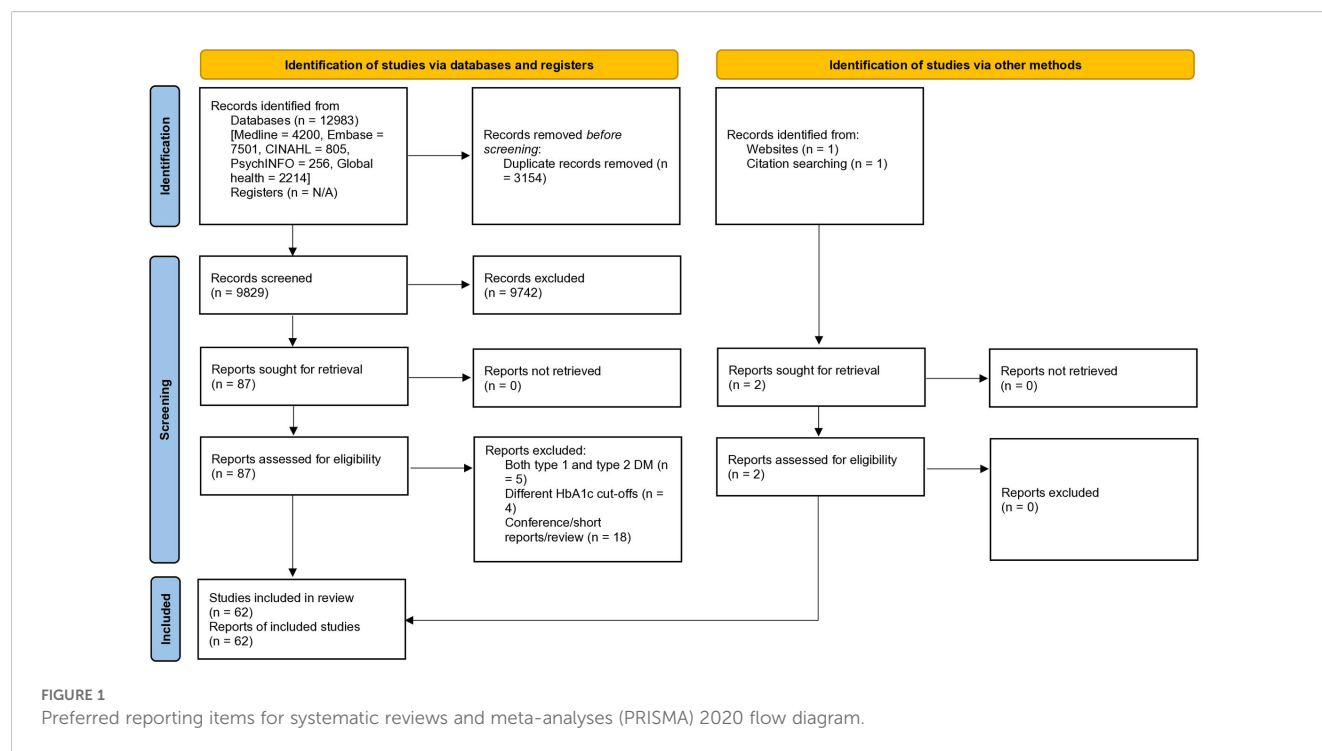 Identification of studies via databases and registers
Identification of studies via other methods
Identification
Records identified from
Databases (n = 12983)
[Medline = 4200, Embase =
7501, CINAHL = 805,
PsychINFO = 256, Global
health = 2214]
Registers (n = N/A)
Records removed before
screening:
Duplicate records removed (n
= 3154)
Records identified from:
Websites (n = 1)
Citation searching (n = 1)
Screening
Records screened
(n = 9829)
Records excluded
(n = 9742)
Reports sought for retrieval
(n = 87)
Reports not retrieved
(n = 0)
Reports sought for retrieval
(n = 2)
Reports not retrieved
(n = 0)
Reports assessed for eligibility
(n = 87)
Reports excluded:
Both type 1 and type 2 DM (n
= 5)
Different HbA1c cut-offs (n =
4)
Conference/short
reports/review (n = 18)
Reports assessed for eligibility
(n = 2)
Reports excluded
(n = 0)
Included
Studies included in review
(n = 62)
Reports of included studies
(n = 62)
FIGURE 1
Preferred reporting items for systematic reviews and meta-analyses (PRISMA) 2020 flow diagram.